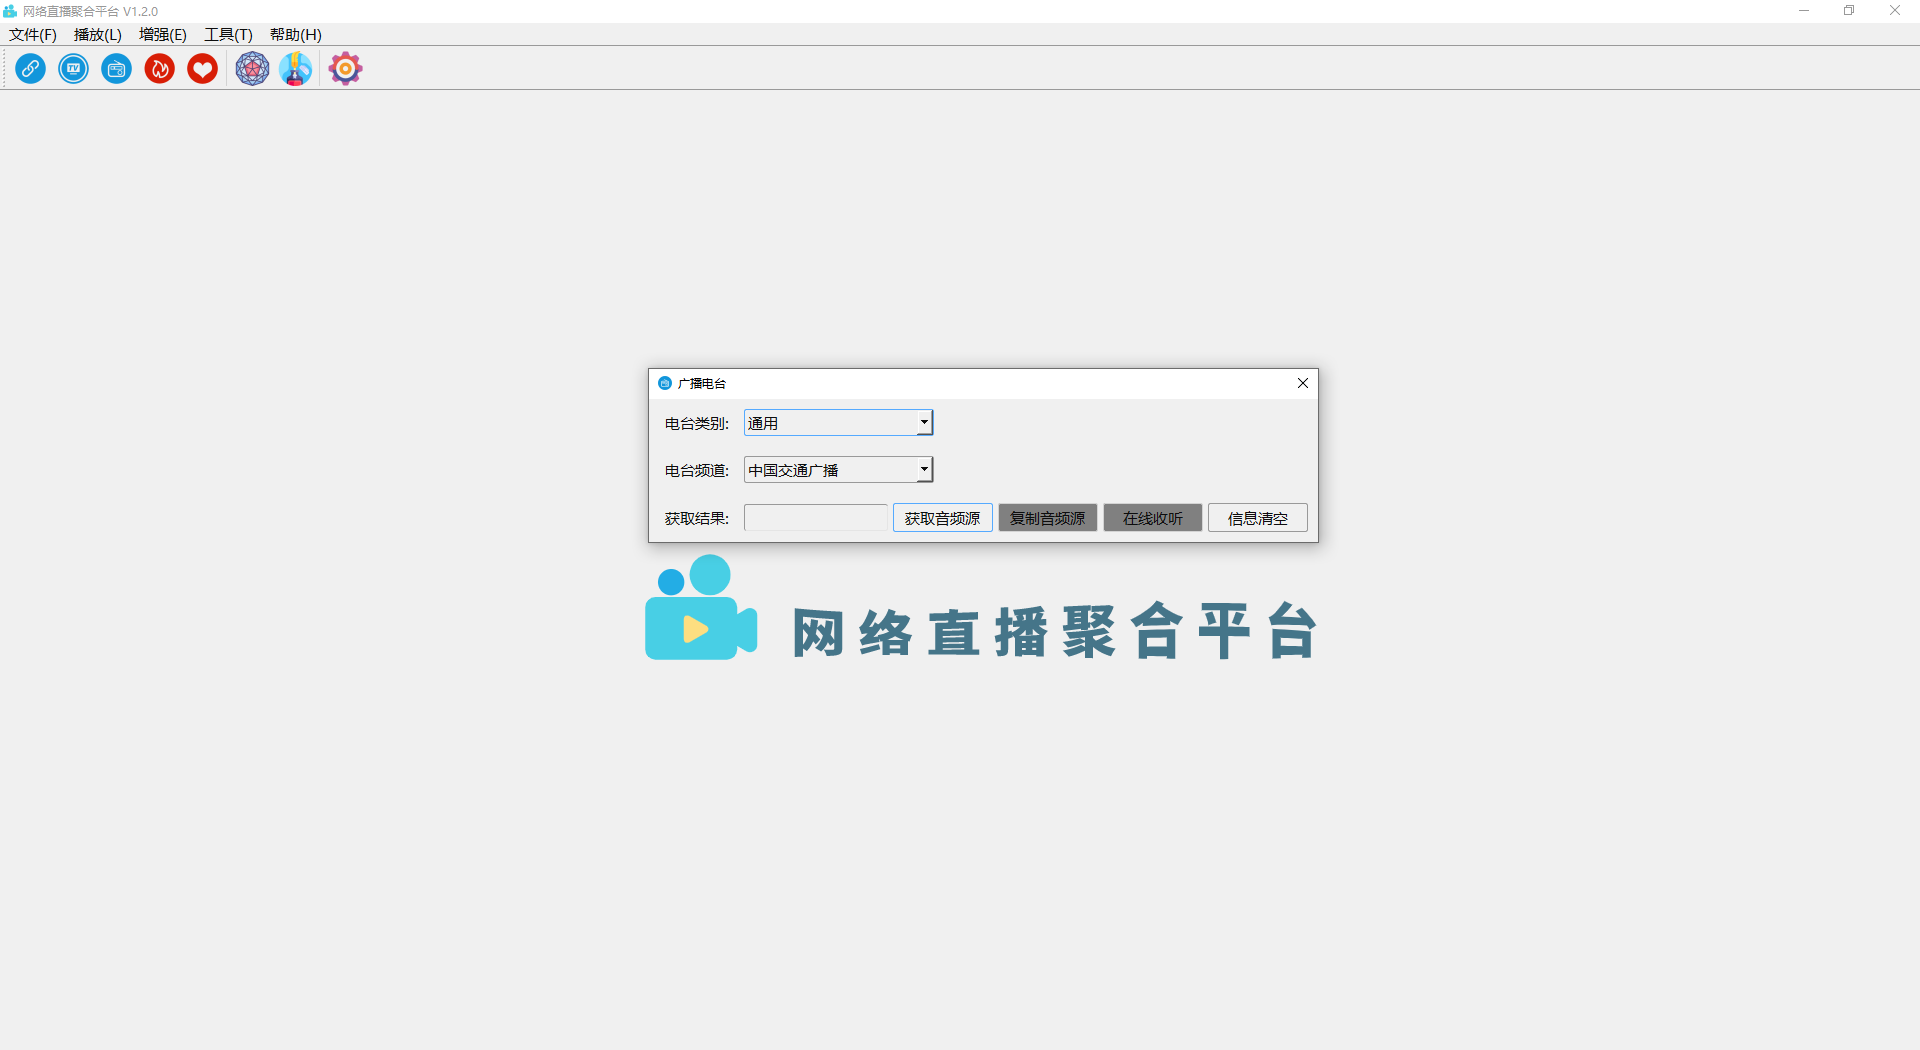 网络直播聚合平台 V1.2.0
文件(F) 播放(L) 增强(E) 工具(T) 帮助(H)
TV
广播电台
电台类别: 通用
电台频道: 中国交通广播
获取结果: 获取音频源 复制音频源 在线收听 信息清空
网络直播聚合平台